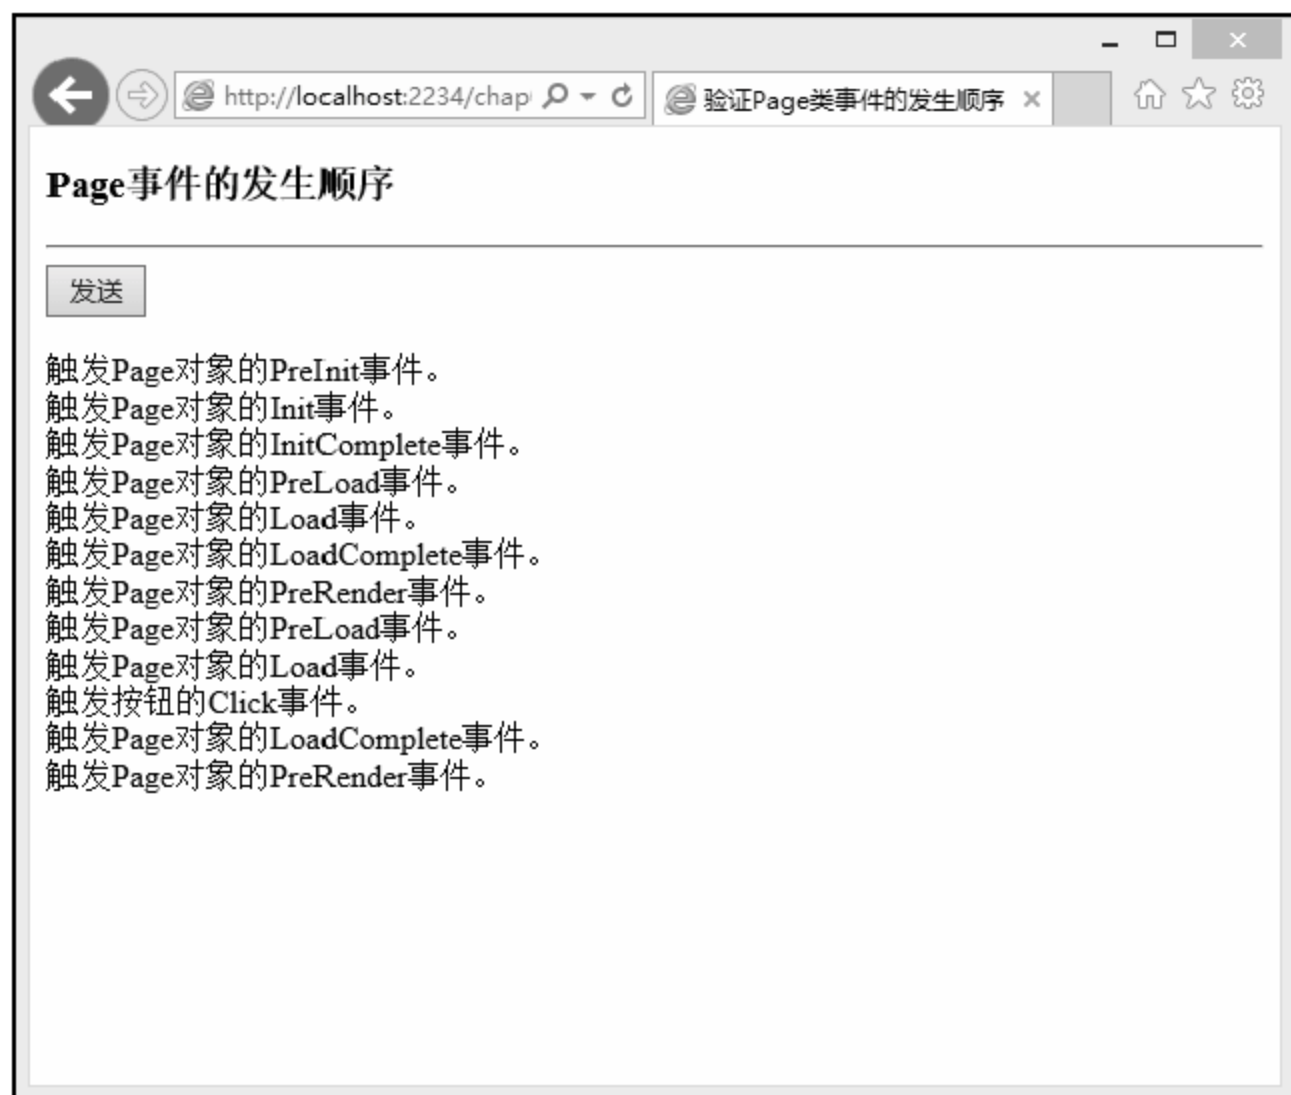 http://localhost:2234/chap
验证Page类事件的发生顺序
Page事件的发生顺序
发送
触发Page对象的PreInit事件。
触发Page对象的Init事件。
触发Page对象的InitComplete事件。
触发Page对象的PreLoad事件。
触发Page对象的Load事件。
触发Page对象的LoadComplete事件。
触发Page对象的PreRender事件。
触发Page对象的PreLoad事件。
触发Page对象的Load事件。
触发按钮的Click事件。
触发Page对象的LoadComplete事件。
触发Page对象的PreRender事件。